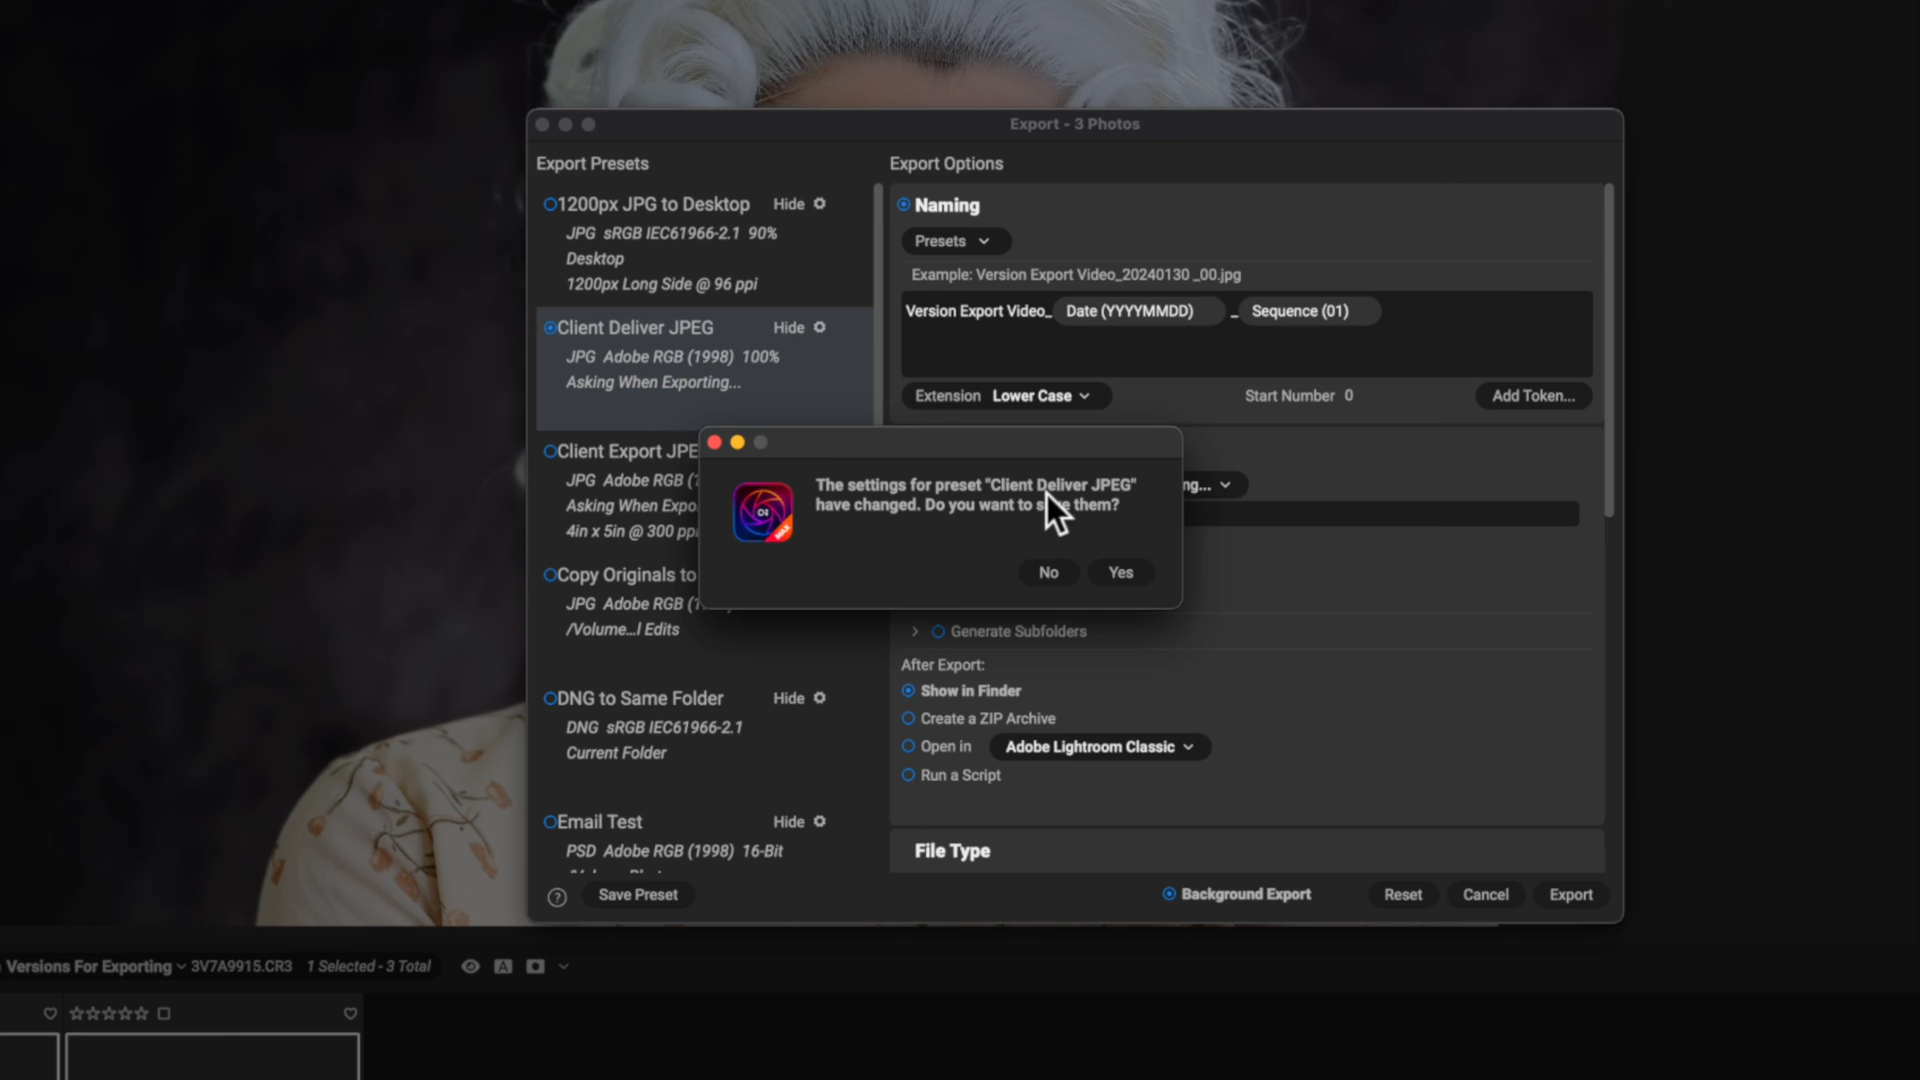 Export - 3 Photos
Export Presets
1200px JPG to Desktop Hide
JPG sRGB IEC61966-2.1 90%
Desktop
1200px Long Side @ 96 ppi
Client Deliver JPEG Hide
JPG Adobe RGB (1998) 100%
Asking When Exporting...
Client Export JPE
JPG Adobe RGB (1
Asking When Expo
4in x 5in @ 300 pp
Copy Originals to
JPG Adobe RGB (1
/Volume...l Edits
DNG to Same Folder Hide
DNG sRGB IEC61966-2.1
Current Folder
Email Test Hide
PSD Adobe RGB (1998) 16-Bit
? Save Preset
Export Options
Naming
Presets
Example: Version Export Video_20240130 _00.jpg
Version Export Video_ Date (YYYYMMDD) _ Sequence (01)
Extension Lower Case Start Number 0 Add Token...
ng...
The settings for preset "Client Deliver JPEG"
have changed. Do you want to save them?
ON
MAX
No Yes
Generate Subfolders
After Export:
Show in Finder
Create a ZIP Archive
Open in Adobe Lightroom Classic
Run a Script
File Type
Background Export Reset Cancel Export
Versions For Exporting 3V7A9915.CR3 1 Selected - 3 Total A